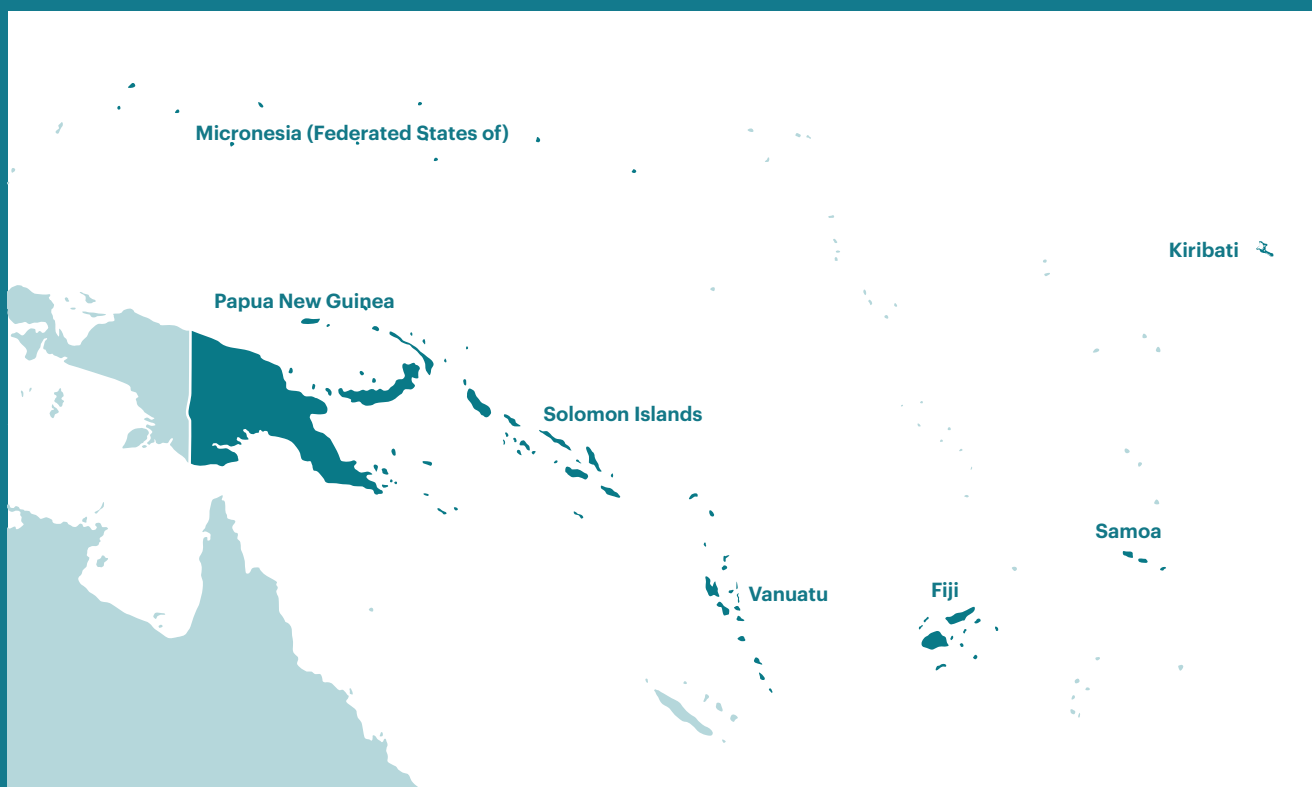 Micronesia (Federated States of)
Kiribati
Papua New Guinea
Solomon Islands
Samoa
Fiji
Vanuatu